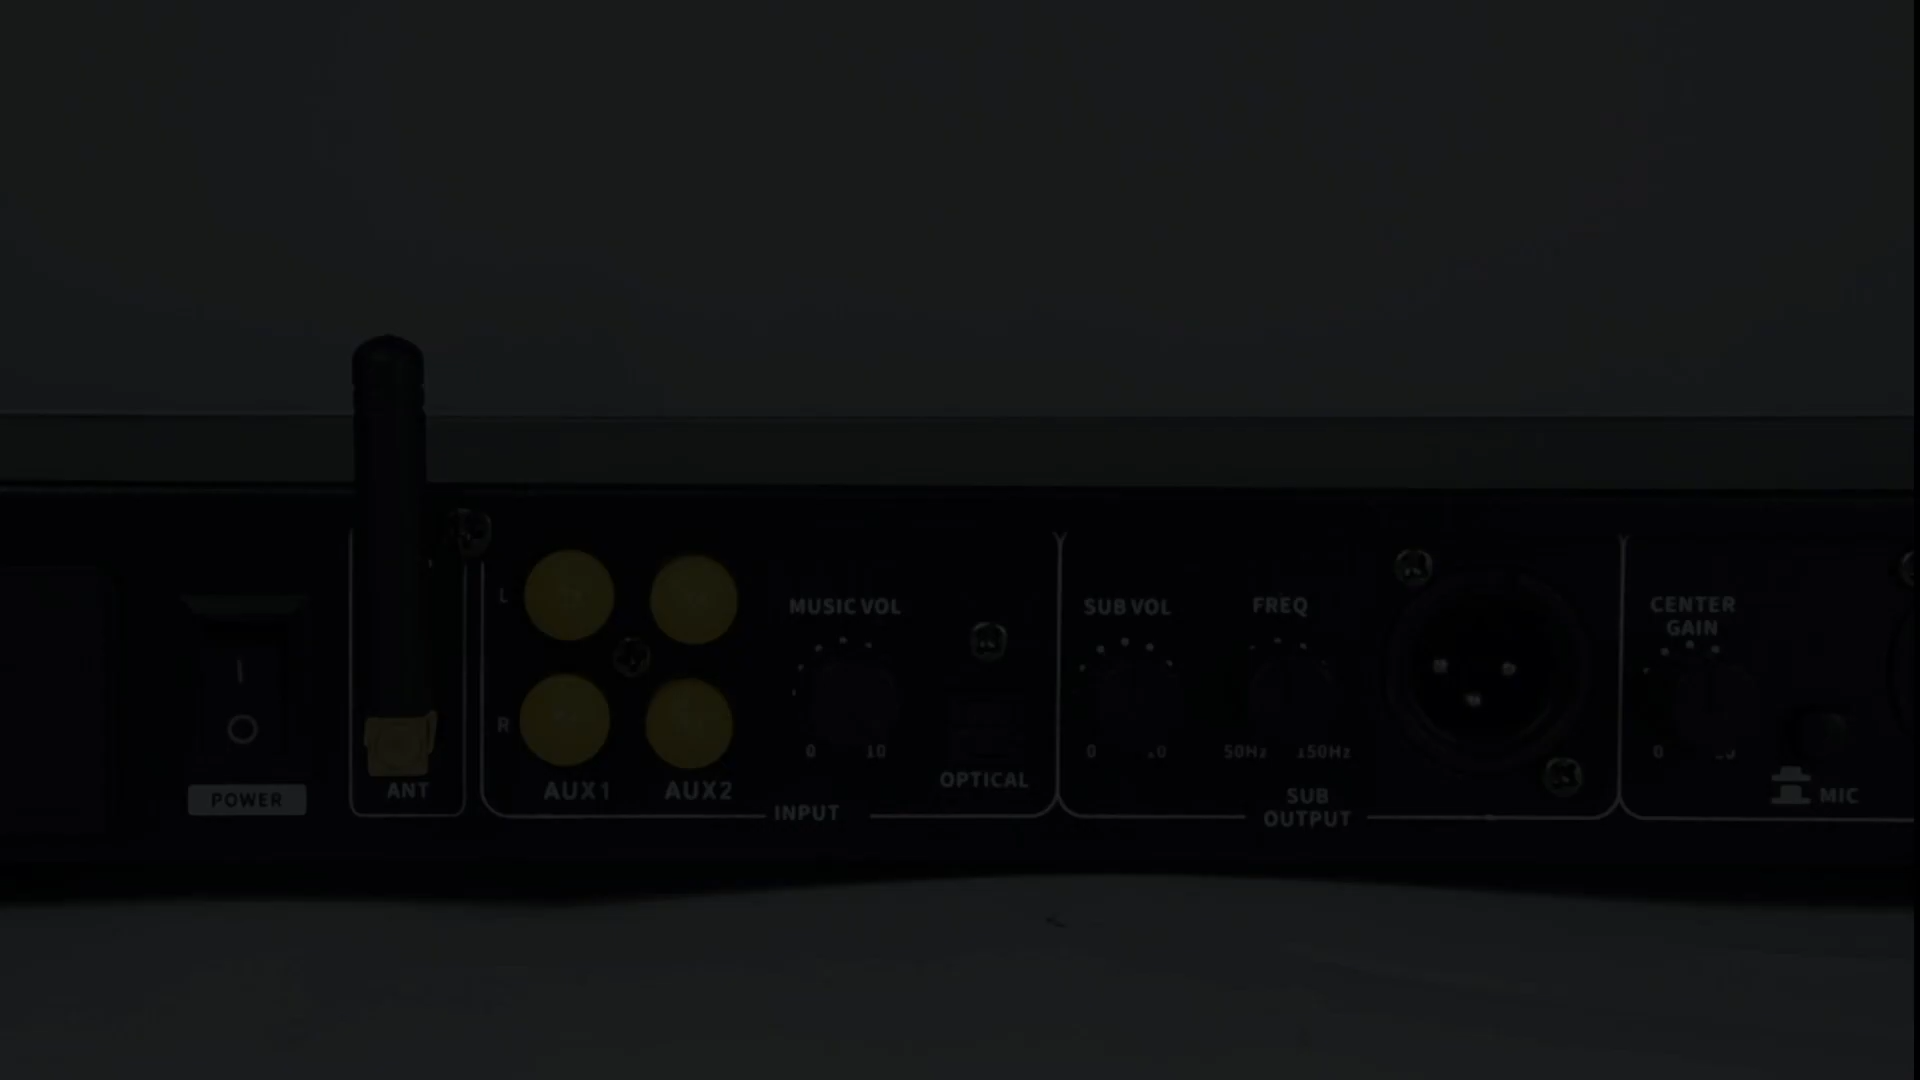 POWER
ANT
L
R
AUX1
AUX2
MUSIC VOL
0
10
OPTICAL
INPUT
SUB VOL
0
FREQ
50Hz
150Hz
SUB
OUTPUT
CENTER
GAIN
0
MIC